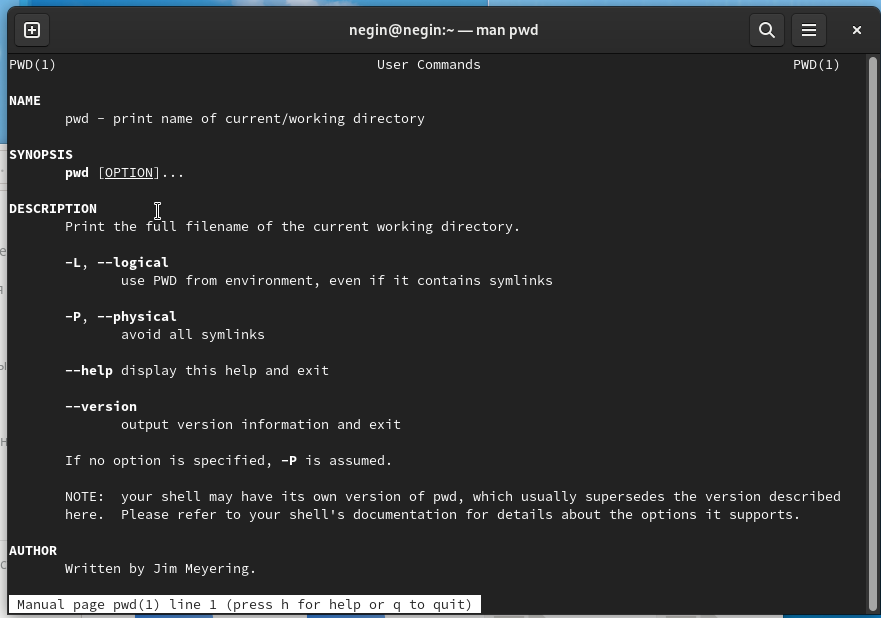 negin@negin:~ — man pwd
PWD(1) User Commands PWD(1)
NAME
pwd - print name of current/working directory
SYNOPSIS
pwd [OPTION]...
DESCRIPTION
Print the full filename of the current working directory.
-L, --logical
use PWD from environment, even if it contains symlinks
-P, --physical
avoid all symlinks
--help display this help and exit
--version
output version information and exit
If no option is specified, -P is assumed.
NOTE: your shell may have its own version of pwd, which usually supersedes the version described
here. Please refer to your shell's documentation for details about the options it supports.
AUTHOR
Written by Jim Meyering.
Manual page pwd(1) line 1 (press h for help or q to quit)